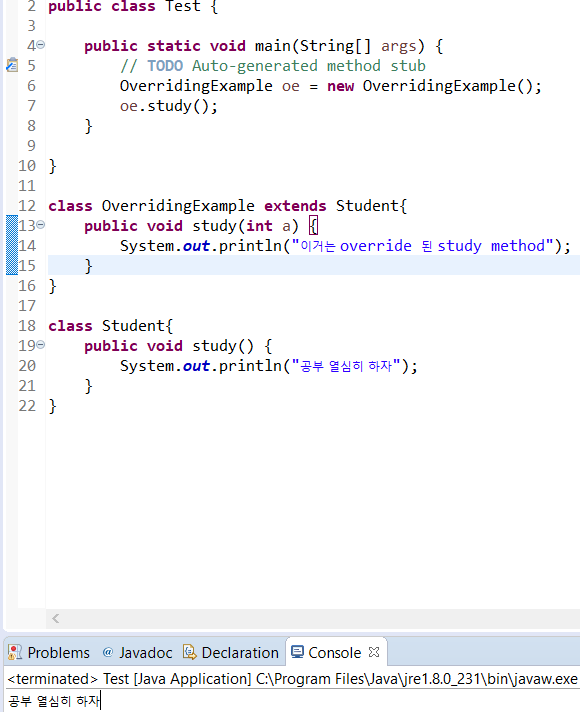 2 public class Test {
3
4 public static void main(String[] args) {
5 // TODO Auto-generated method stub
6 OverridingExample oe = new OverridingExample();
7 oe.study();
8 }
9
10 }
11
12 class OverridingExample extends Student{
13 public void study(int a) {
14 System.out.println("이거는 override 된 study method");
15 }
16 }
17
18 class Student{
19 public void study() {
20 System.out.println("공부 열심히 하자");
21 }
22 }
Problems @ Javadoc Declaration Console
<terminated> Test [Java Application] C:\Program Files\Java\jre1.8.0_231\bin\javaw.exe
공부 열심히 하자